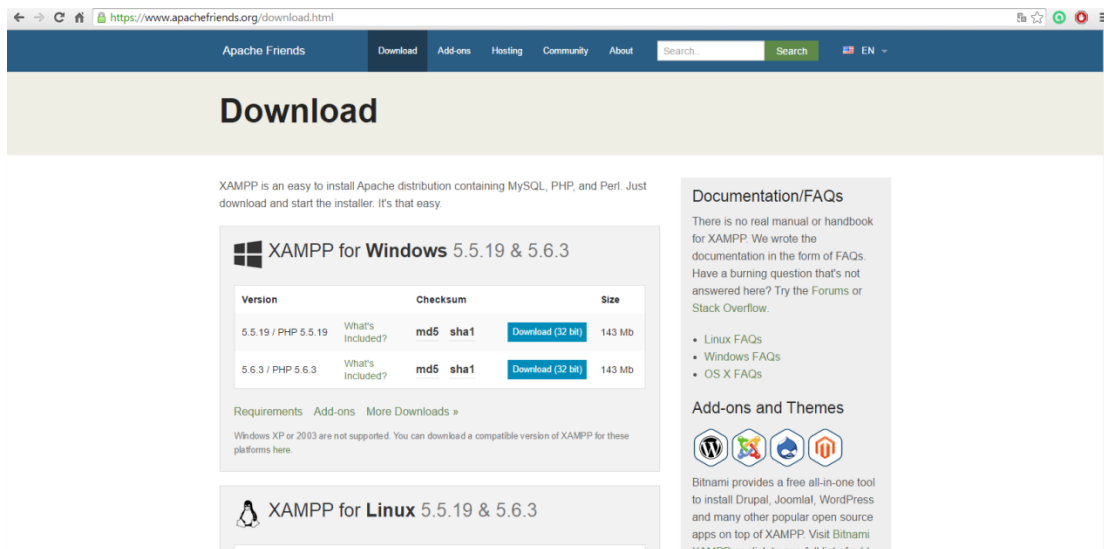 https://www.apachefriends.org/download.html
Apache Friends
Download Add-ons Hosting Community About Search.. Search EN
Download
XAMPP is an easy to install Apache distribution containing MySQL, PHP, and Perl. Just
download and start the installer. It's that easy.
XAMPP for Windows 5.5.19 & 5.6.3
Version Checksum Size
5.5.19 / PHP 5.5.19 What's
Included? md5 sha1 Download (32 bit) 143 Mb
5.6.3 / PHP 5.6.3 What's
Included? md5 sha1 Download (32 bit) 143 Mb
Requirements Add-ons More Downloads »
Windows XP or 2003 are not supported. You can download a compatible version of XAMPP for these
platforms here.
XAMPP for Linux 5.5.19 & 5.6.3
Documentation/FAQs
There is no real manual or handbook
for XAMPP. We wrote the
documentation in the form of FAQs.
Have a burning question that's not
answered here? Try the Forums or
Stack Overflow.
• Linux FAQs
• Windows FAQs
• OS X FAQs
Add-ons and Themes
Bitnami provides a free all-in-one tool
to install Drupal, Joomla!, WordPress
and many other popular open source
apps on top of XAMPP. Visit Bitnami